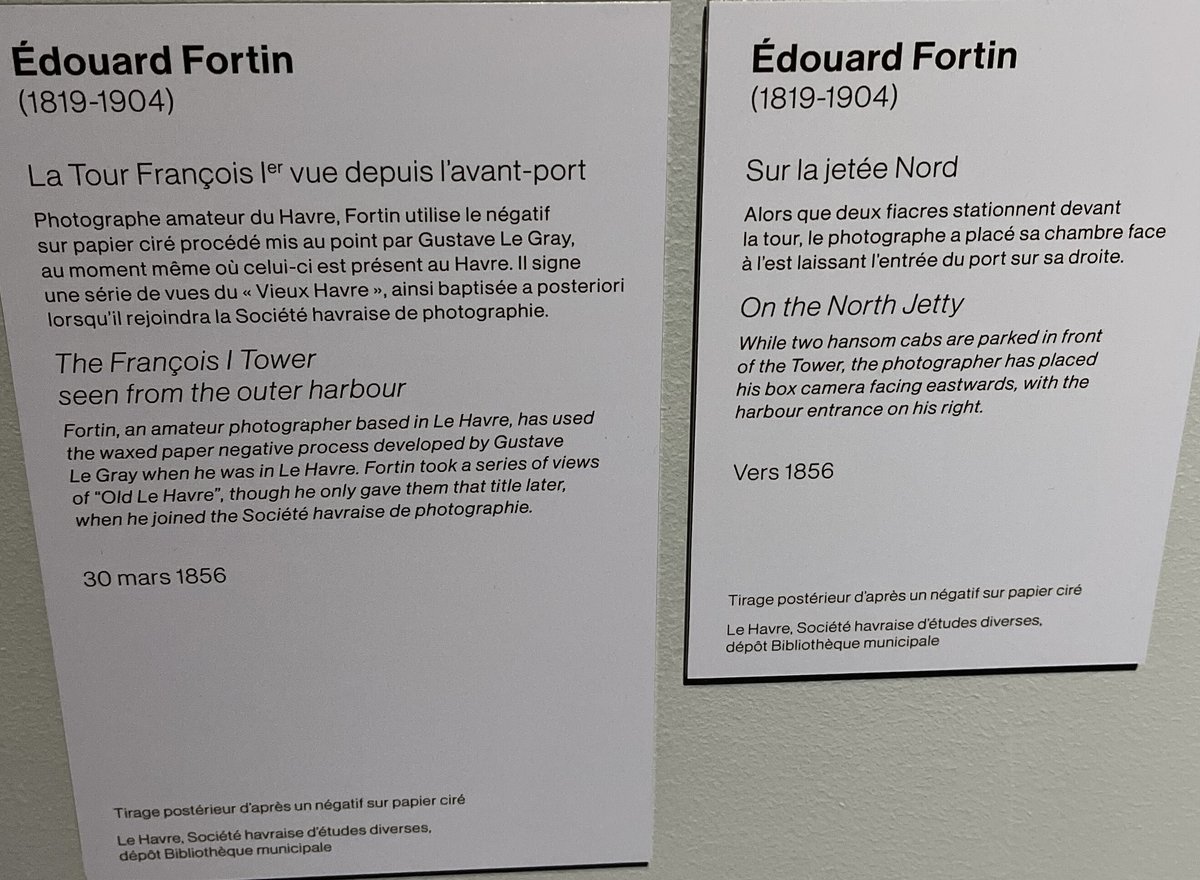 Édouard Fortin
(1819-1904)
La Tour François Ier vue depuis l'avant-port
Photographe amateur du Havre, Fortin utilise le négatif
sur papier ciré procédé mis au point par Gustave Le Gray,
au moment même où celui-ci est présent au Havre. Il signe
une série de vues du « Vieux Havre », ainsi baptisée a posteriori
lorsqu'il rejoindra la Société havraise de photographie.
The François I Tower
seen from the outer harbour
Fortin, an amateur photographer based in Le Havre, has used
the waxed paper negative process developed by Gustave
Le Gray when he was in Le Havre. Fortin took a series of views
of "Old Le Havre", though he only gave them that title later,
when he joined the Société havraise de photographie.
30 mars 1856
Tirage postérieur d'après un négatif sur papier ciré
Le Havre, Société havraise d'études diverses,
dépôt Bibliothèque municipale
Édouard Fortin
(1819-1904)
Sur la jetée Nord
Alors que deux fiacres stationnent devant
la tour, le photographe a placé sa chambre face
à l'est laissant l'entrée du port sur sa droite.
On the North Jetty
While two hansom cabs are parked in front
of the Tower, the photographer has placed
his box camera facing eastwards, with the
harbour entrance on his right.
Vers 1856
Tirage postérieur d'après un négatif sur papier ciré
Le Havre, Société havraise d'études diverses,
dépôt Bibliothèque municipale